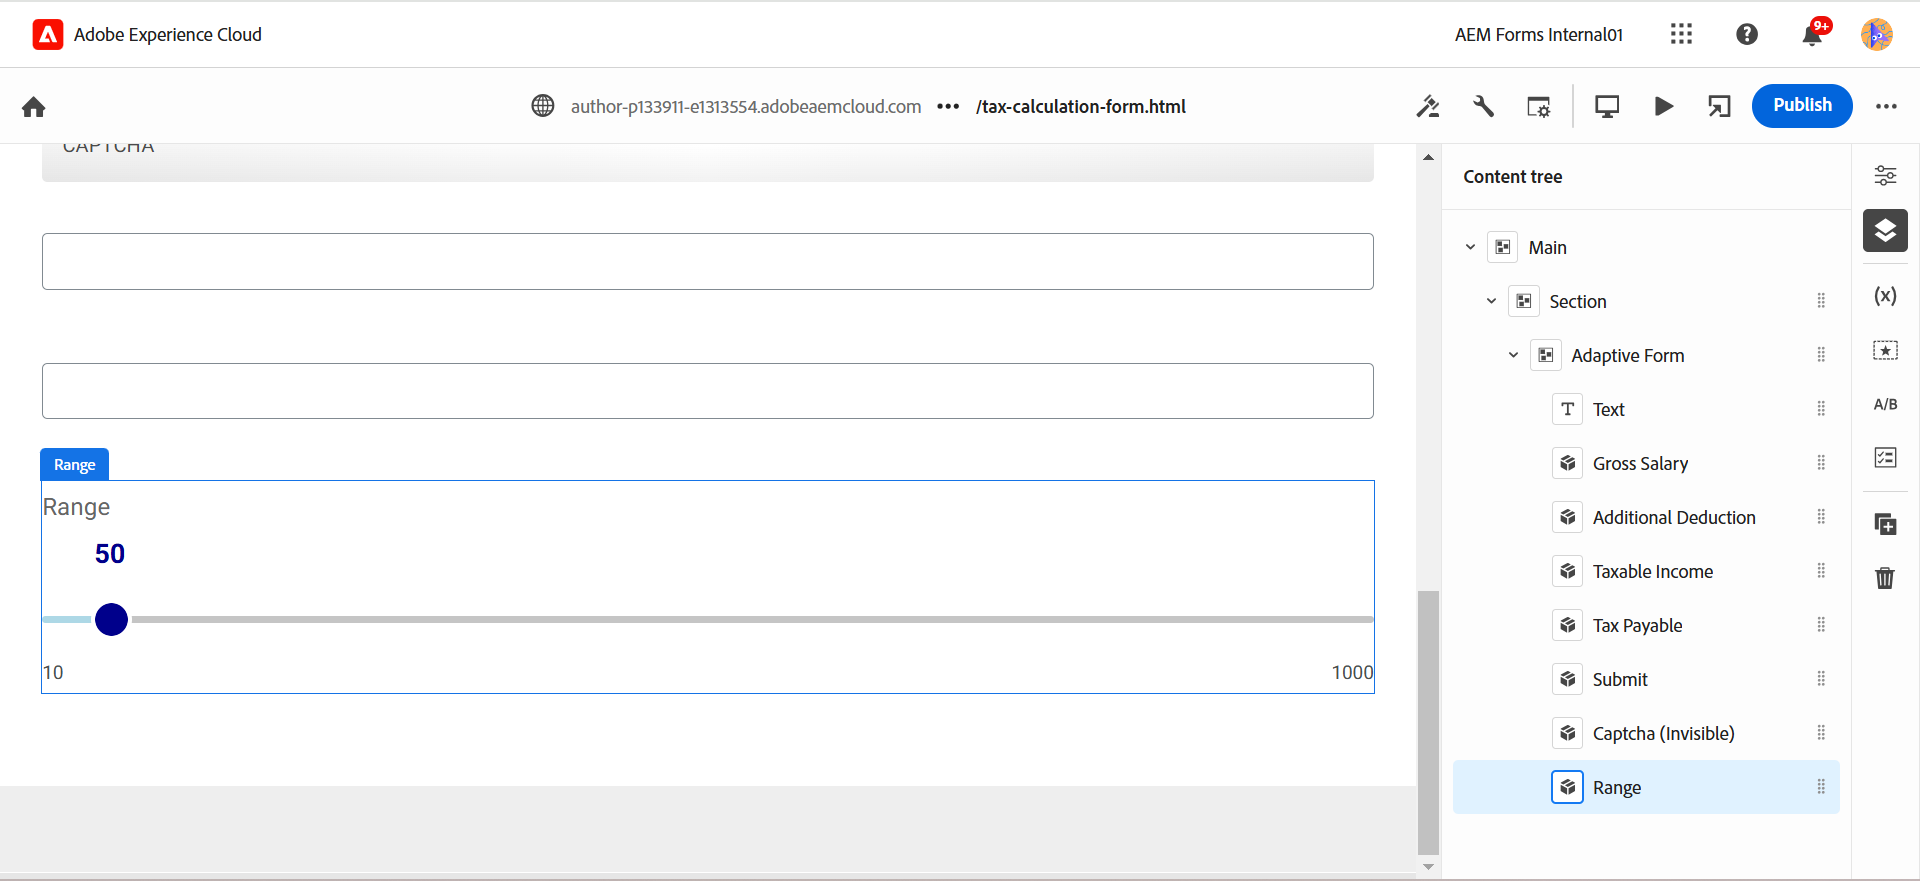 Adobe Experience Cloud
AEM Forms Internal01
9+
author-p133911-e1313554.adobeaemcloud.com ••• /tax-calculation-form.html
Publish
CAPTCHA
Range
Range
50
10
1000
Content tree
Main
Section
Adaptive Form
T Text
Gross Salary
Additional Deduction
Taxable Income
Tax Payable
Submit
Captcha (Invisible)
Range
(x)
A/B